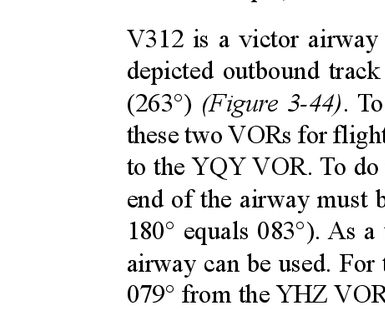 V312 is a victor airway
depicted outbound track
(263°) (Figure 3-44). To
these two VORs for flight
to the YQY VOR. To do
end of the airway must b
180° equals 083°). As a
airway can be used. For
079° from the YHZ VOR